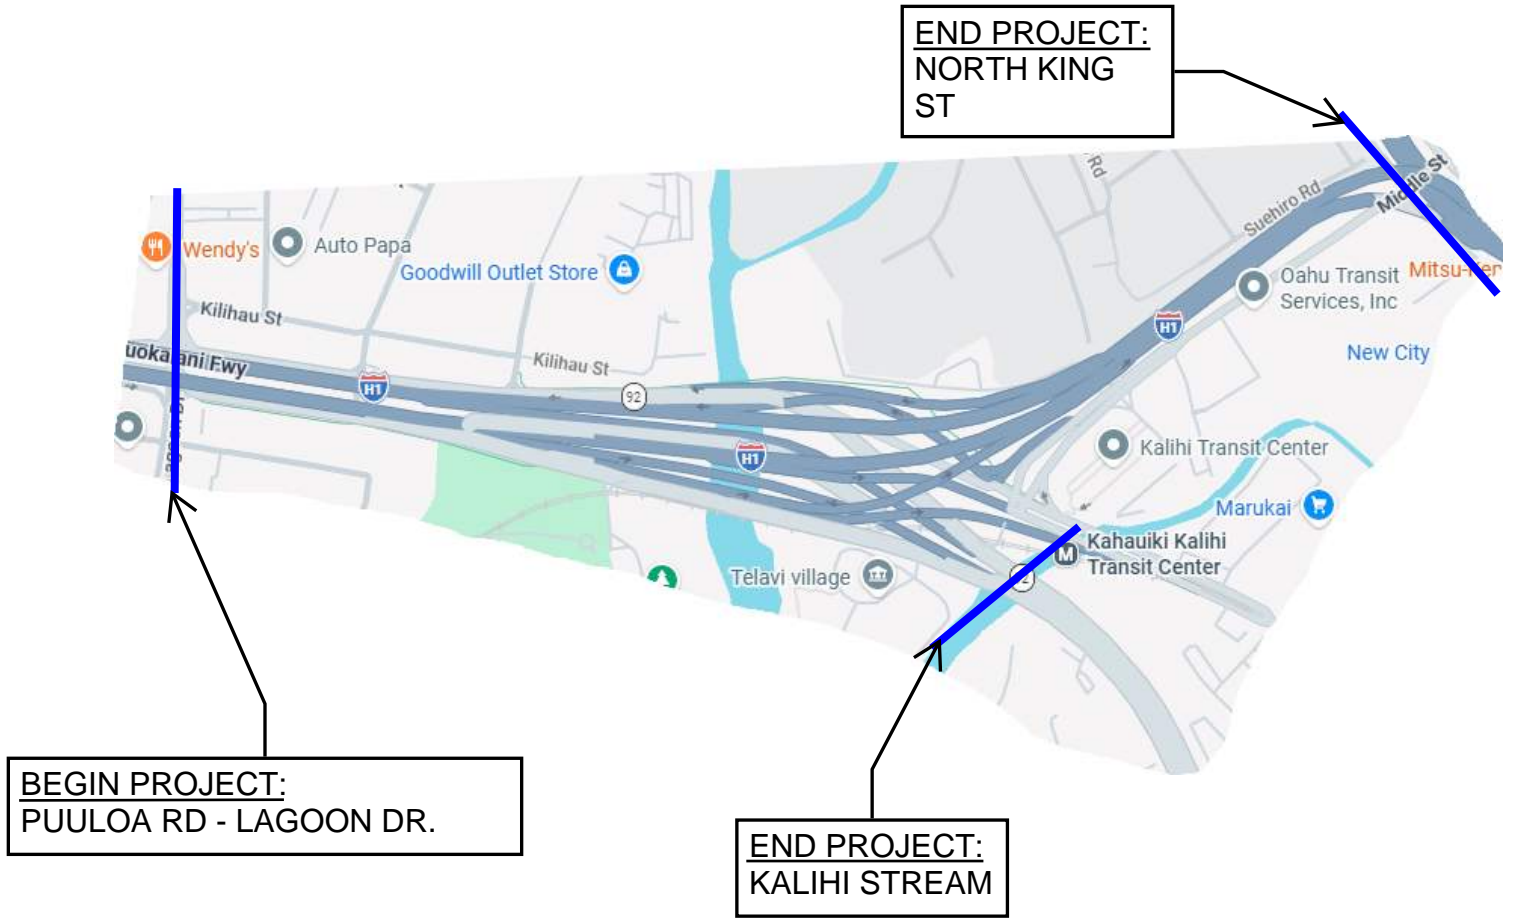 END PROJECT:
NORTH KING
ST
Rd
Middle St
Suehiro Rd
Wendy's
Auto Papa
Goodwill Outlet Store
Oahu Transit
Services, Inc
Kilihau St
H1
New City
uokalani Fwy
Kilihau St
H1
92
H1
Kalihi Transit Center
Marukai
Kahauiki Kalihi
Transit Center
M
Telavi village
BEGIN PROJECT:
PUULOA RD - LAGOON DR.
END PROJECT:
KALIHI STREAM